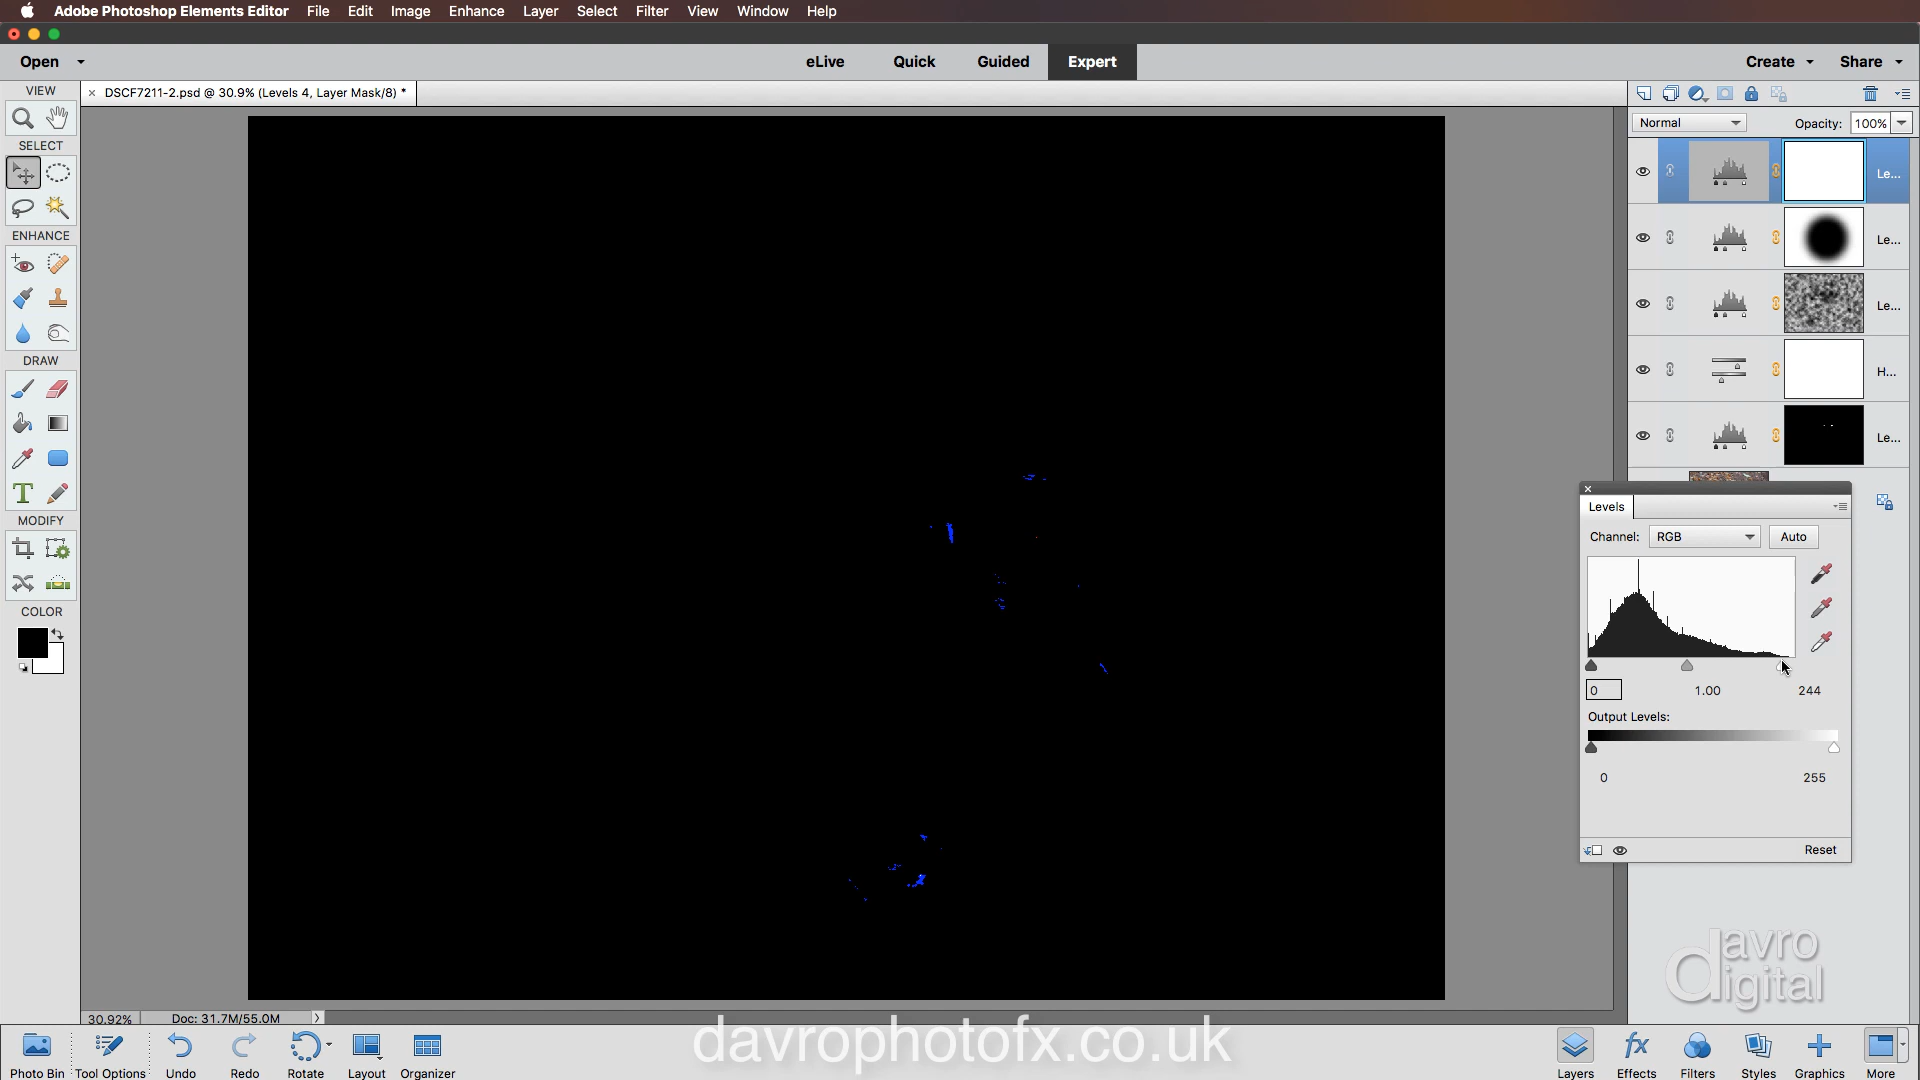 Adobe Photoshop Elements Editor File Edit Image Enhance Layer Select Filter View Window Help
Open eLive Quick Guided Expert Create Share
VIEW
× DSCF7211-2.psd @ 30.9% (Levels 4, Layer Mask/8) *
Normal Opacity: 100%
SELECT
Le...
ENHANCE
Le...
Le...
DRAW
H...
Le...
T
Levels
MODIFY
Channel: RGB Auto
COLOR
0 1.00 244
Output Levels:
0 255
Reset
davro
digital
30.92% Doc: 31.7M/55.0M
davrophotofx.co.uk
fx
Photo Bin Tool Options Undo Redo Rotate Layout Organizer Layers Effects Filters Styles Graphics More